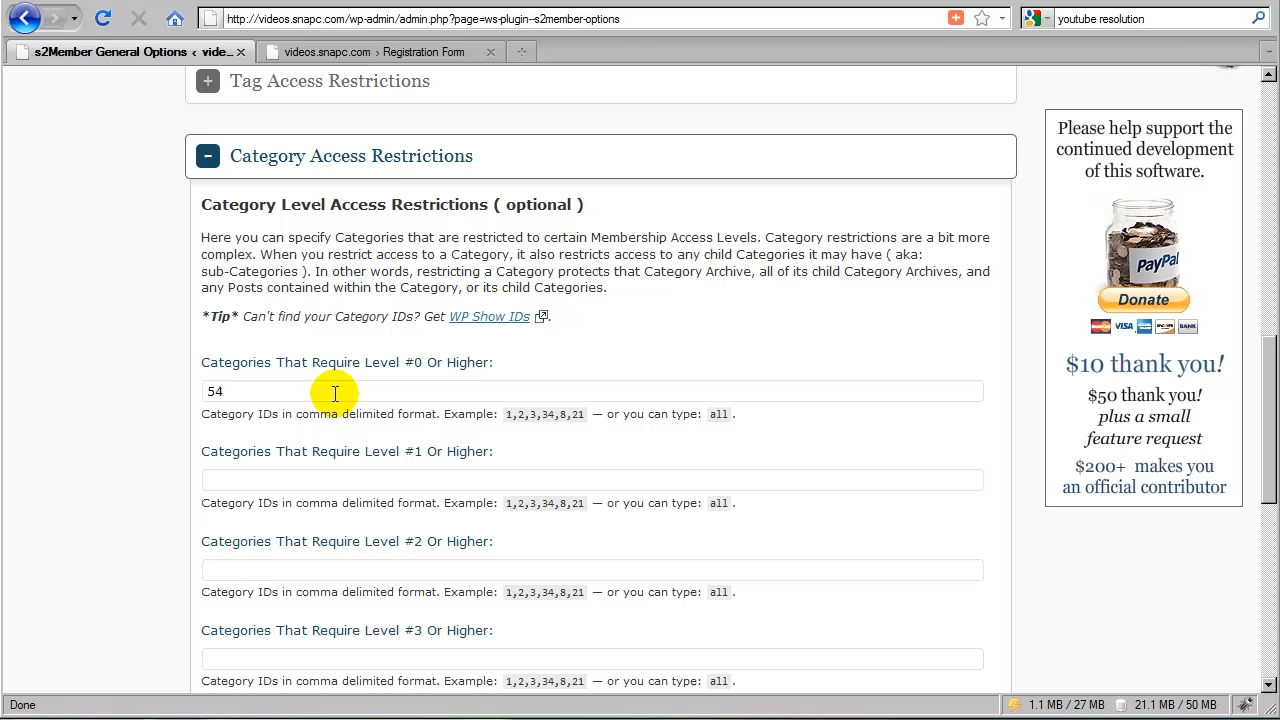 http://videos.snapc.com/wp-admin/admin.php?page=ws-plugin--s2member-options
youtube resolution
s2Member General Options ‹ vide...
videos.snapc.com › Registration Form
Tag Access Restrictions
Category Access Restrictions
Category Level Access Restrictions ( optional )
Here you can specify Categories that are restricted to certain Membership Access Levels. Category restrictions are a bit more
complex. When you restrict access to a Category, it also restricts access to any child Categories it may have ( aka:
sub-Categories ). In other words, restricting a Category protects that Category Archive, all of its child Category Archives, and
any Posts contained within the Category, or its child Categories.
*Tip* Can't find your Category IDs? Get WP Show IDs .
Categories That Require Level #0 Or Higher:
54
Category IDs in comma delimited format. Example: 1,2,3,34,8,21 — or you can type: all .
Categories That Require Level #1 Or Higher:
Category IDs in comma delimited format. Example: 1,2,3,34,8,21 — or you can type: all .
Categories That Require Level #2 Or Higher:
Category IDs in comma delimited format. Example: 1,2,3,34,8,21 — or you can type: all .
Categories That Require Level #3 Or Higher:
Category IDs in comma delimited format. Example: 1,2,3,34,8,21 — or you can type: all .
Please help support the
continued development
of this software.
PayPal
Donate
VISA
BANK
$10 thank you!
$50 thank you!
plus a small
feature request
$200+ makes you
an official contributor
Done
1.1 MB / 27 MB
21.1 MB / 50 MB